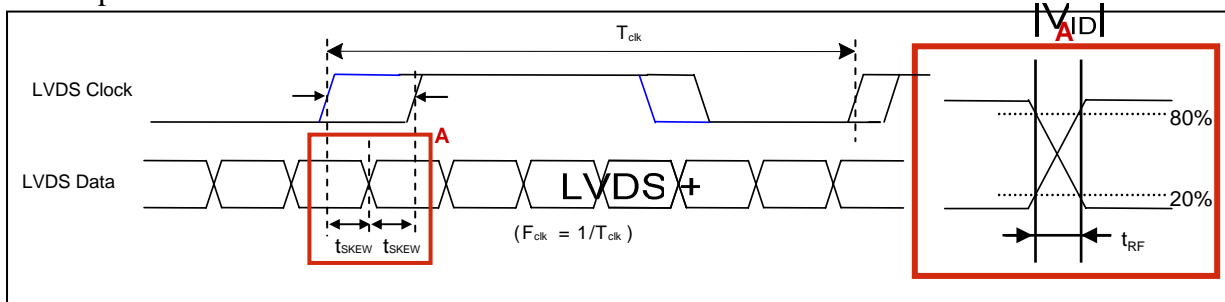 |VID|
A
Tclk
LVDS Clock
80%
A
LVDS Data
LVDS +
20%
tSKEW tSKEW
(Fclk = 1/Tclk)
tRF